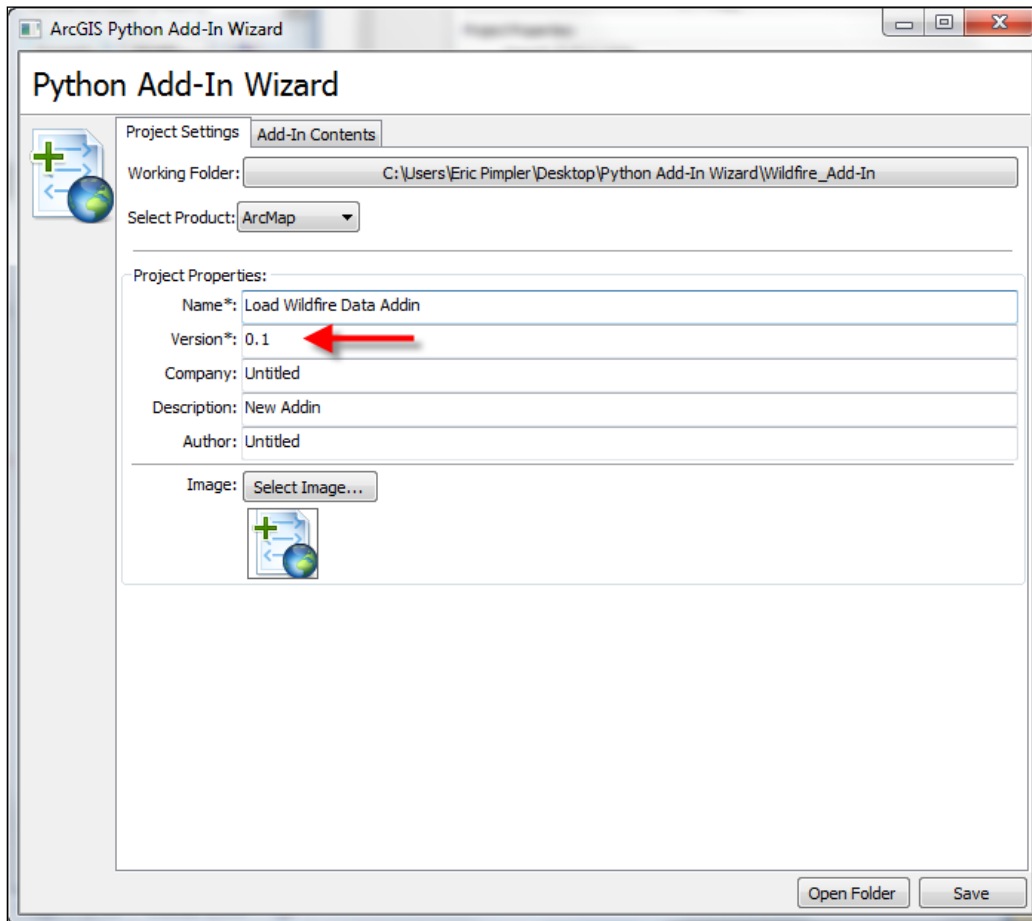 ArcGIS Python Add-In Wizard
Python Add-In Wizard
Project Settings Add-In Contents
Working Folder: C:\Users\Eric Pimpler\Desktop\Python Add-In Wizard\Wildfire_Add-In
Select Product: ArcMap
Project Properties:
Name*: Load Wildfire Data Addin
Version*: 0.1
Company: Untitled
Description: New Addin
Author: Untitled
Image: Select Image...
Open Folder Save